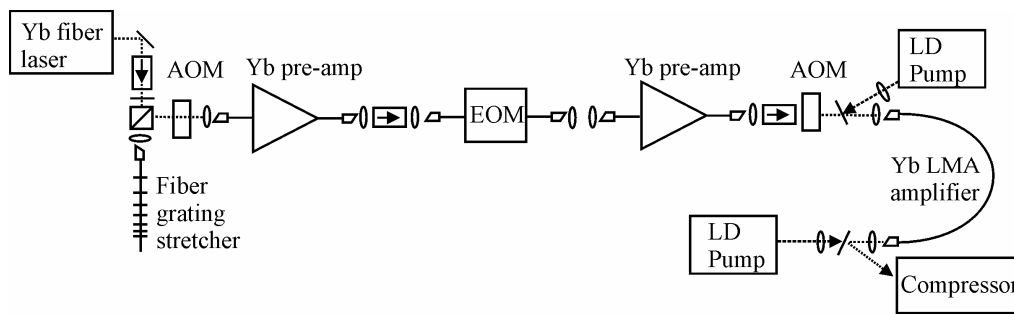 Yb fiber
laser
AOM
Yb pre-amp
EOM
Yb pre-amp
AOM
LD
Pump
Fiber
grating
stretcher
Yb LMA
amplifier
LD
Pump
Compressor